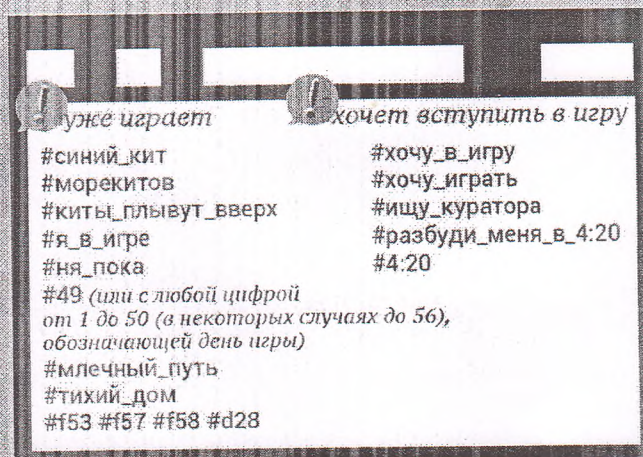 уже играет
#синий_кит
#морекитов
#киты_плывут_вверх
#я_в_игре
#ня_пока
#49 (или с любой цифрой
от 1 до 50 (в некоторых случаях до 56),
обозначающей день игры)
#млечный_путь
#тихий_дом
#f53 #f57 #f58 #d28
хочет вступить в игру
#хочу_в_игру
#хочу_играть
#ищу_куратора
#разбуди_меня_в_4:20
#4:20